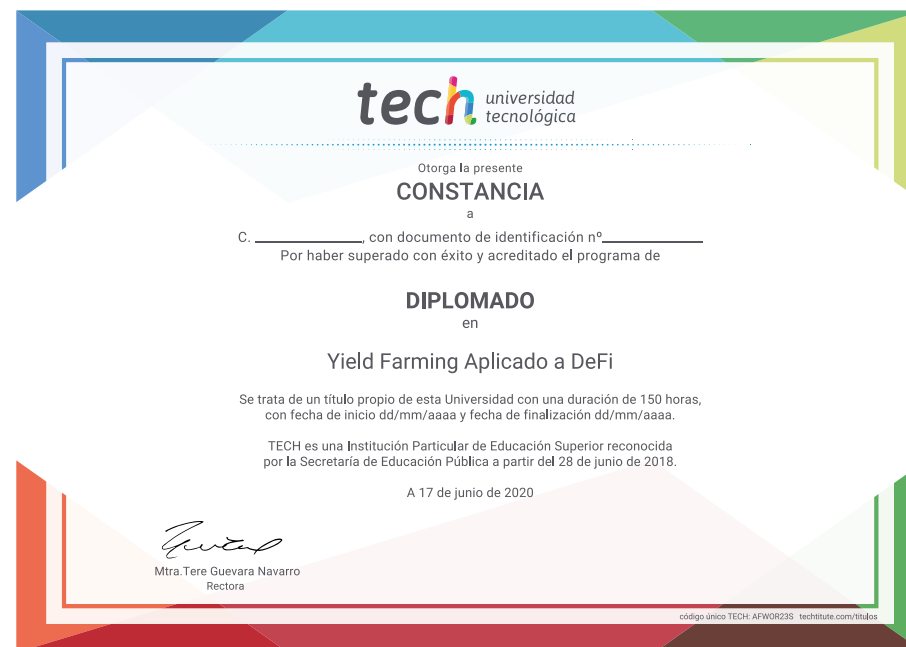 tech universidad
tecnológica
Otorga la presente
CONSTANCIA
a
C. ____________, con documento de identificación nº____________
Por haber superado con éxito y acreditado el programa de
DIPLOMADO
en
Yield Farming Aplicado a DeFi
Se trata de un título propio de esta Universidad con una duración de 150 horas,
con fecha de inicio dd/mm/aaaa y fecha de finalización dd/mm/aaaa.
TECH es una Institución Particular de Educación Superior reconocida
por la Secretaría de Educación Pública a partir del 28 de junio de 2018.
A 17 de junio de 2020
Mtra.Tere Guevara Navarro
Rectora
código único TECH: AFWOR23S techtitute.com/titulos